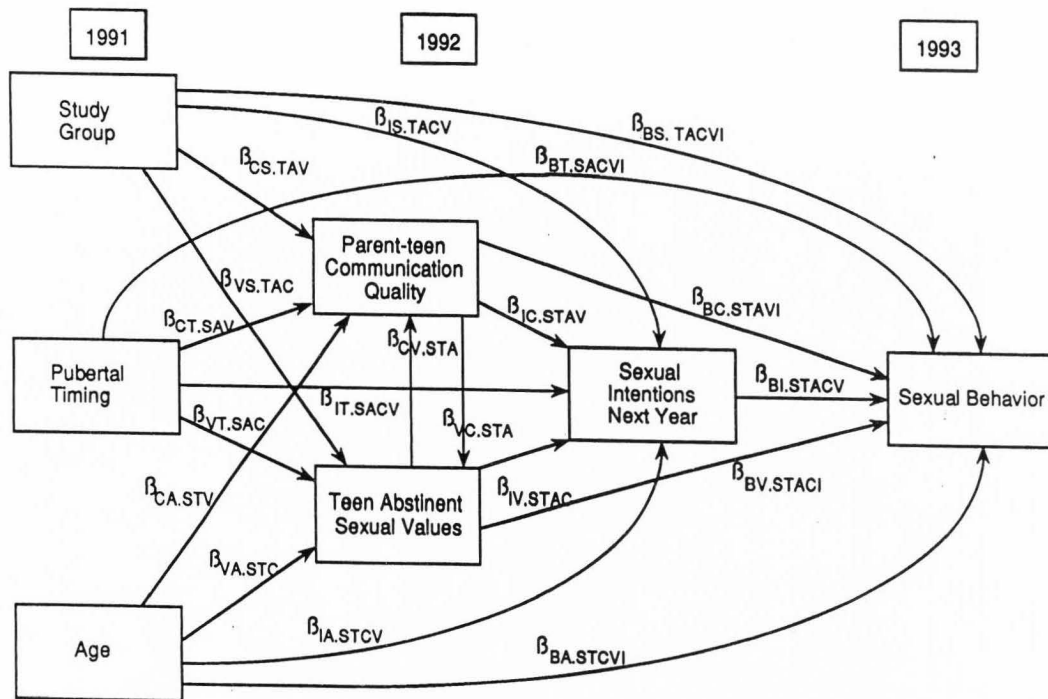 1991
1992
1993
Study
Group
βIS.TACV
βBS. TACVI
βCS.TAV
βBT.SACVI
Parent-teen
Communication
Quality
βVS.TAC
βBC.STAVI
βIC.STAV
βCT.SAV
βCV.STA
Pubertal
Timing
Sexual
Intentions
Next Year
βBI.STACV
Sexual Behavior
βIT.SACV
βVT.SAC
βVC.STA
βCA.STV
Teen Abstinent
Sexual Values
βIV.STAC
βBV.STACI
βVA.STC
Age
βIA.STCV
βBA.STCVI